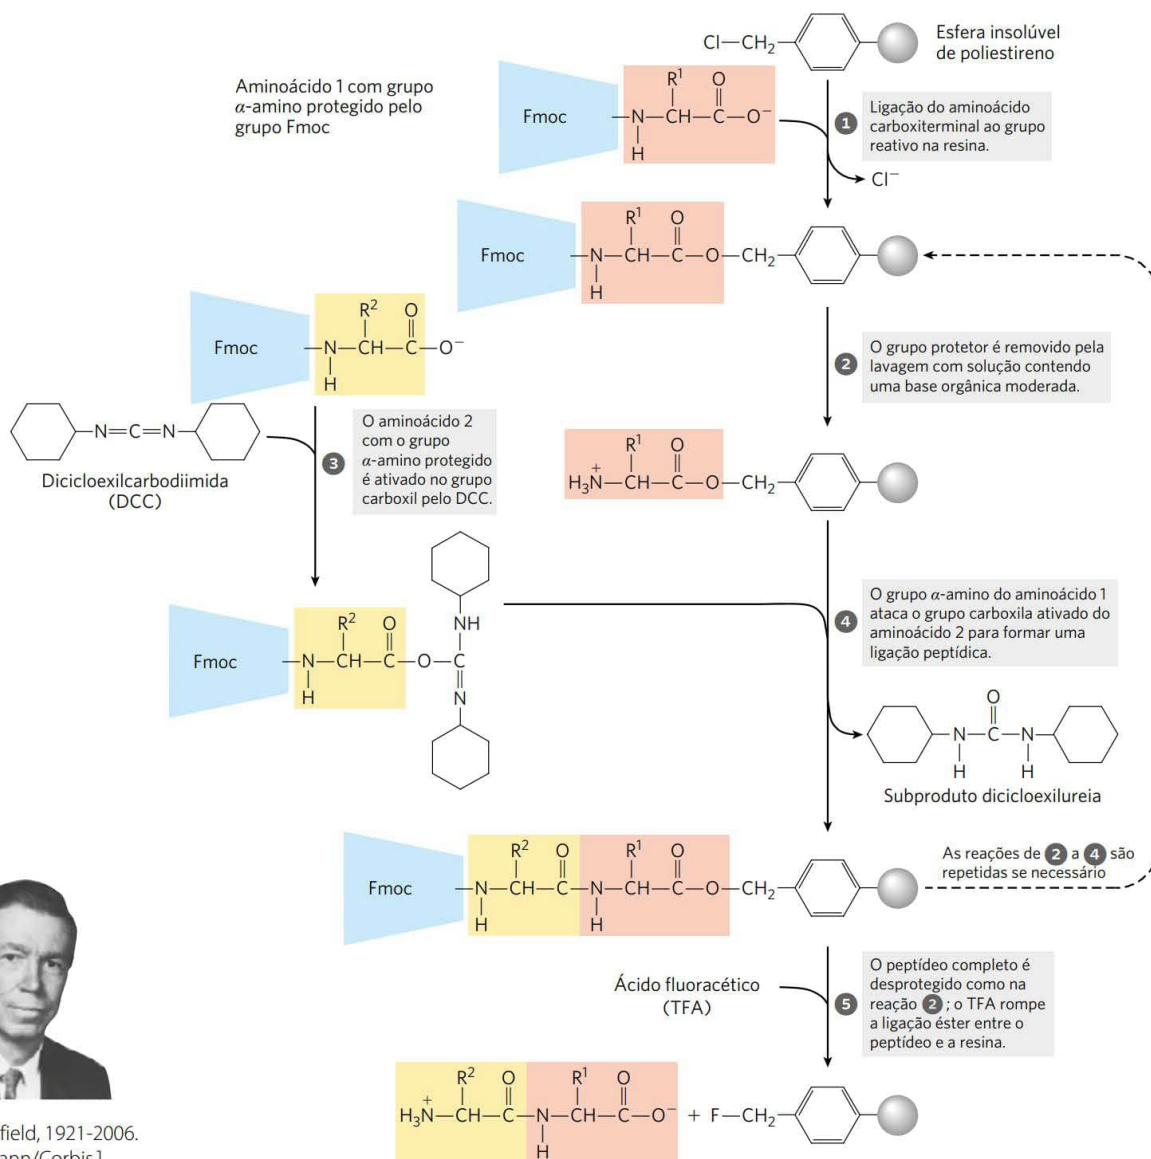 Cl—CH₂
Esfera insolúvel
de poliestireno
Aminoácido 1 com grupo
α-amino protegido pelo
grupo Fmoc
Fmoc
R¹ O
—N—CH—C—O⁻
H
1
Ligação do aminoácido
carboxiterminal ao grupo
reativo na resina.
Cl⁻
Fmoc
R¹ O
—N—CH—C—O—CH₂
H
Fmoc
R² O
—N—CH—C—O⁻
H
2
O grupo protetor é removido pela
lavagem com solução contendo
uma base orgânica moderada.
N=C=N
Dicicloexilcarbodiimida
(DCC)
3
O aminoácido 2
com o grupo
α-amino protegido
é ativado no grupo
carboxil pelo DCC.
R¹ O
H₃N⁺—CH—C—O—CH₂
Fmoc
R² O NH
—N—CH—C—O—C
H N
4
O grupo α-amino do aminoácido 1
ataca o grupo carboxila ativado do
aminoácido 2 para formar uma
ligação peptídica.
O
N—C—N
H H
Subproduto dicicloexilureia
Fmoc
R² O R¹ O
—N—CH—C—N—CH—C—O—CH₂
H H
As reações de 2 a 4 são
repetidas se necessário
Ácido fluoracético
(TFA)
5
O peptídeo completo é
desprotegido como na
reação 2; o TFA rompe
a ligação éster entre o
peptídeo e a resina.
R² O R¹ O
H₃N⁺—CH—C—N—CH—C—O⁻ + F—CH₂
H
field, 1921-2006.
ann/Corbis.]